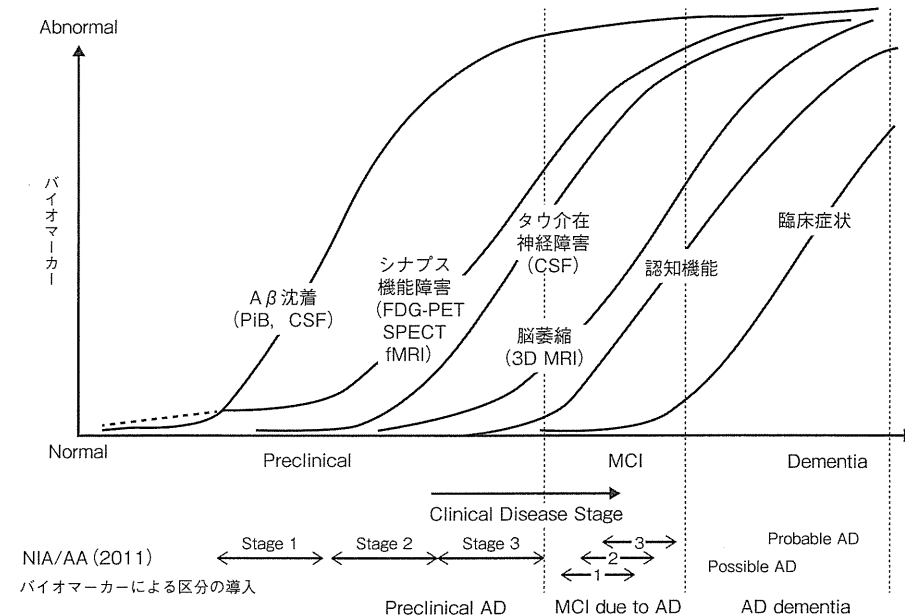 Abnormal
バイオマーカー
Aβ沈着
(PiB, CSF)
シナプス
機能障害
(FDG-PET
SPECT
fMRI)
タウ介在
神経障害
(CSF)
脳萎縮
(3D MRI)
認知機能
臨床症状
Normal
Preclinical
MCI
Dementia
Clinical Disease Stage
NIA/AA (2011)
Stage 1
Stage 2
Stage 3
3
2
1
Probable AD
Possible AD
バイオマーカーによる区分の導入
Preclinical AD
MCI due to AD
AD dementia